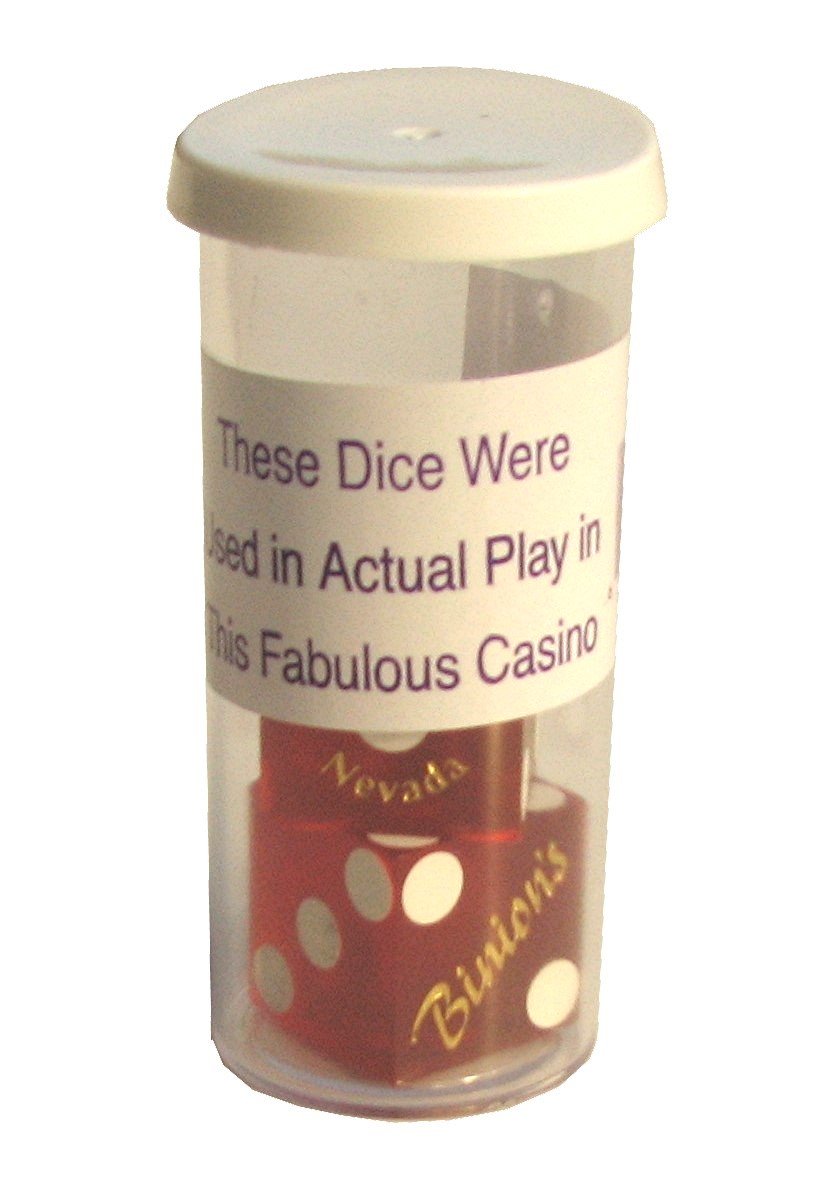 These Dice Were
Used in Actual Play in
This Fabulous Casino
Nevada
Binion's